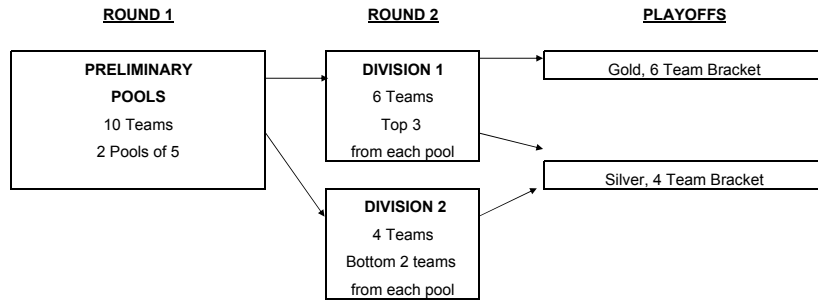 ROUND 1
ROUND 2
PLAYOFFS
PRELIMINARY
POOLS
10 Teams
2 Pools of 5
DIVISION 1
6 Teams
Top 3
from each pool
Gold, 6 Team Bracket
Silver, 4 Team Bracket
DIVISION 2
4 Teams
Bottom 2 teams
from each pool